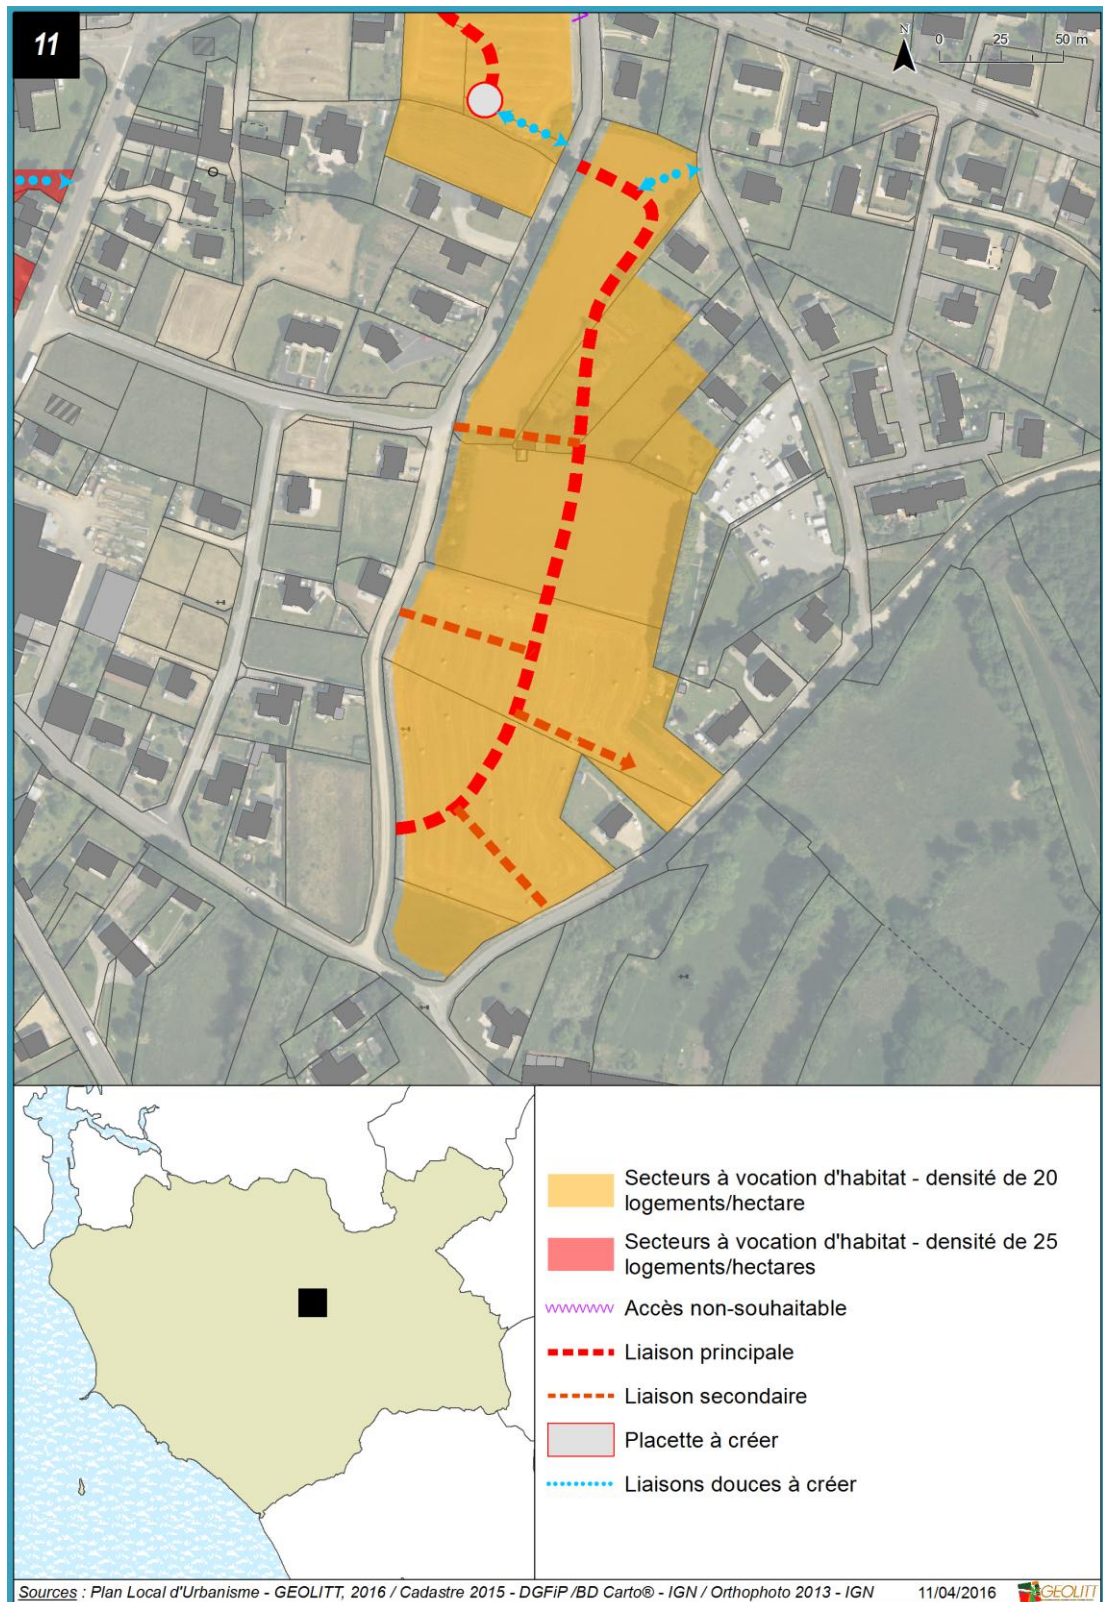 11
N
0 25 50 m
Secteurs à vocation d'habitat - densité de 20
logements/hectare
Secteurs à vocation d'habitat - densité de 25
logements/hectares
Accès non-souhaitable
Liaison principale
Liaison secondaire
Placette à créer
Liaisons douces à créer
Sources : Plan Local d'Urbanisme - GEOLITT, 2016 / Cadastre 2015 - DGFiP /BD Carto® - IGN / Orthophoto 2013 - IGN 11/04/2016 GEOLITT